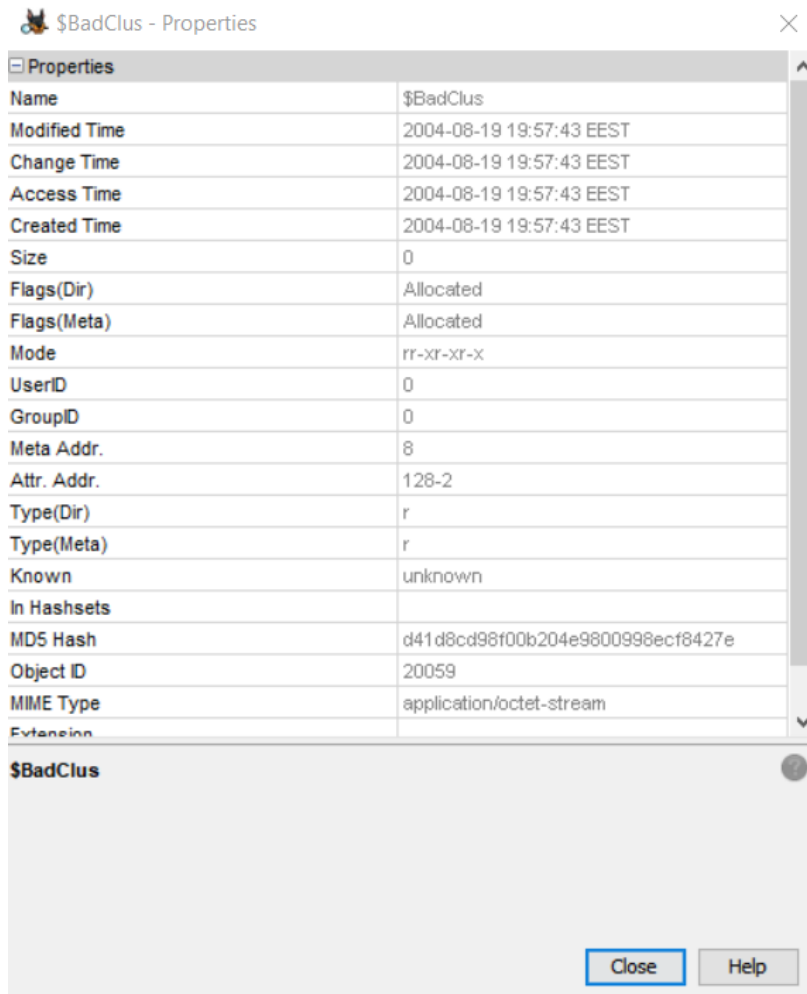 $BadClus - Properties
Properties
Name $BadClus
Modified Time 2004-08-19 19:57:43 EEST
Change Time 2004-08-19 19:57:43 EEST
Access Time 2004-08-19 19:57:43 EEST
Created Time 2004-08-19 19:57:43 EEST
Size 0
Flags(Dir) Allocated
Flags(Meta) Allocated
Mode rr-xr-xr-x
UserID 0
GroupID 0
Meta Addr. 8
Attr. Addr. 128-2
Type(Dir) r
Type(Meta) r
Known unknown
In Hashsets
MD5 Hash d41d8cd98f00b204e9800998ecf8427e
Object ID 20059
MIME Type application/octet-stream
Extension
$BadClus
?
Close Help